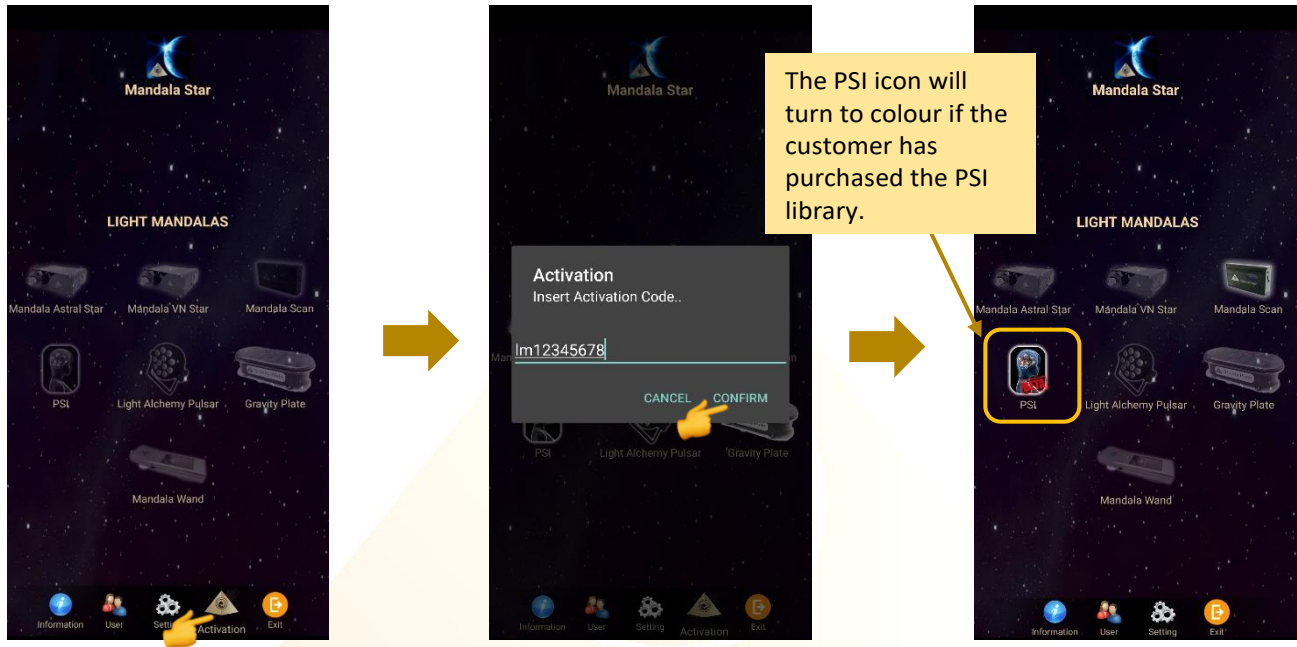 Mandala Star
LIGHT MANDALAS
Mandala Astral Star
Mandala VN Star
Mandala Scan
PSI
Light Alchemy Pulsar
Gravity Plate
Mandala Wand
Information
User
Activation
Exit
Mandala Star
Activation
Insert Activation Code..
lm12345678
CANCEL
CONFIRM
PSI
Light Alchemy Pulsar
Gravity Plate
Information
User
Setting
Activation
Exit
The PSI icon will
turn to colour if the
customer has
purchased the PSI
library.
Mandala Star
LIGHT MANDALAS
Mandala Astral Star
Mandala VN Star
Mandala Scan
PSI
Light Alchemy Pulsar
Gravity Plate
Mandala Wand
Information
User
Setting
Exit